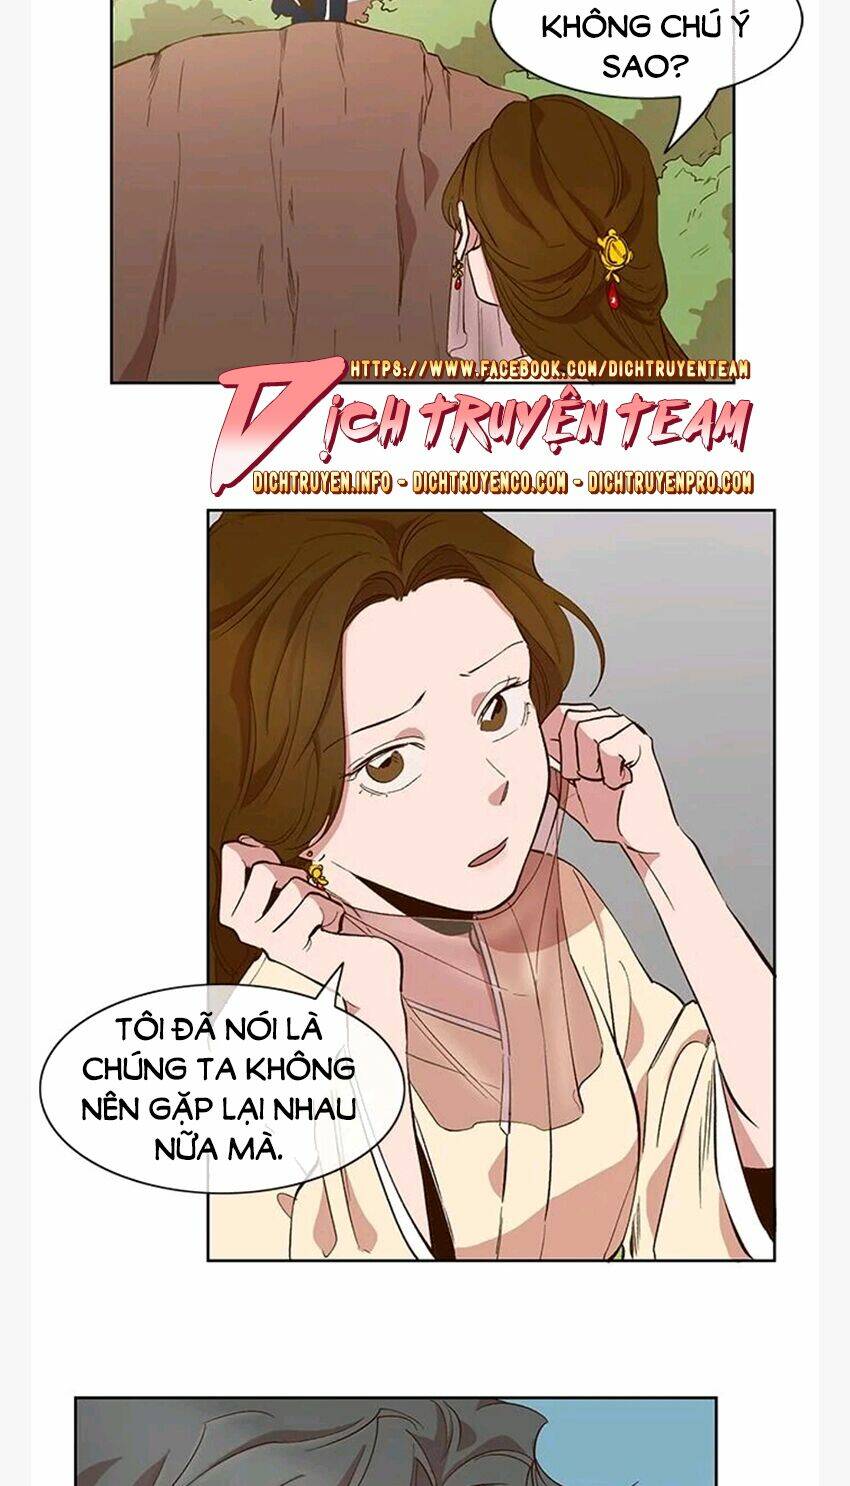 KHÔNG CHÚ Ý
SAO?
HTTPS://WWW.FACEBOOK.COM/DICHTRUYENTEAM
DỊCH TRUYỆN TEAM
DICHTRUYEN.INFO - DICHTRUYENCO.COM - DICHTRUYENPRO.COM
TÔI ĐÃ NÓI LÀ
CHÚNG TA KHÔNG
NÊN GẶP LẠI NHAU
NỮA MÀ.